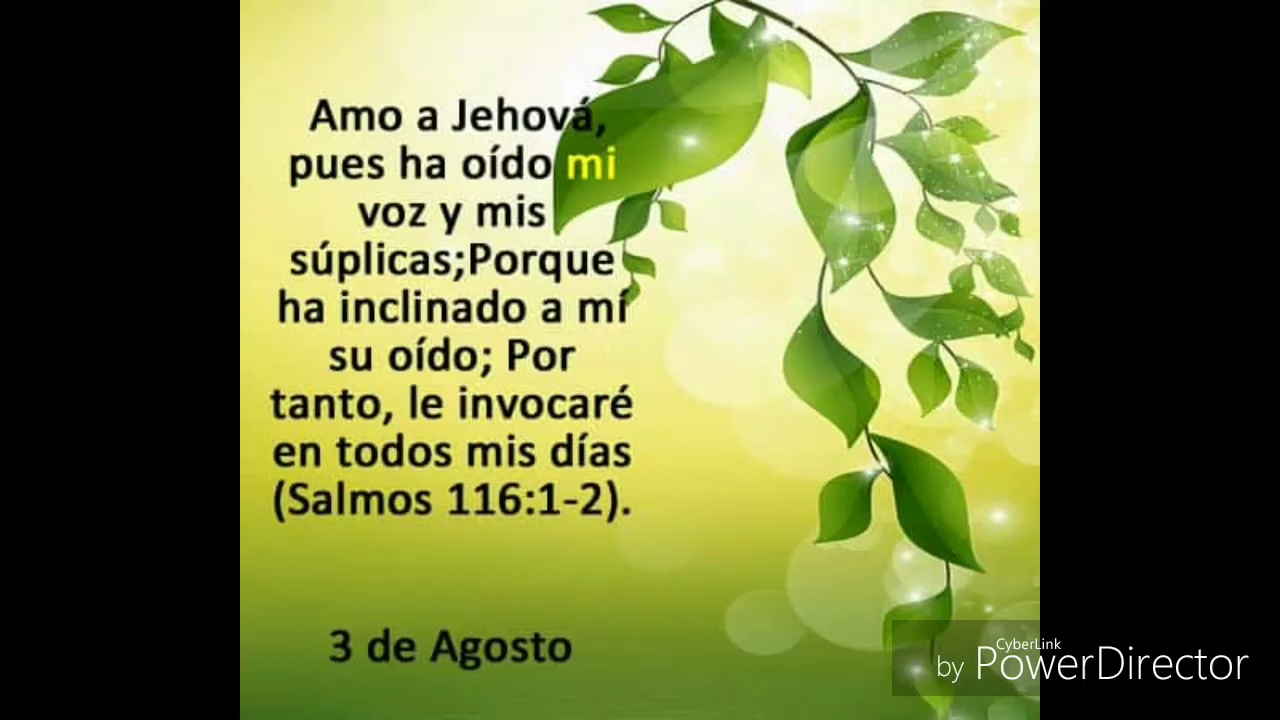 Amo a Jehová,
pues ha oído mi
voz y mis
súplicas;Porque
ha inclinado a mí
su oído; Por
tanto, le invocaré
en todos mis días
(Salmos 116:1-2).
3 de Agosto
CyberLink
by PowerDirector